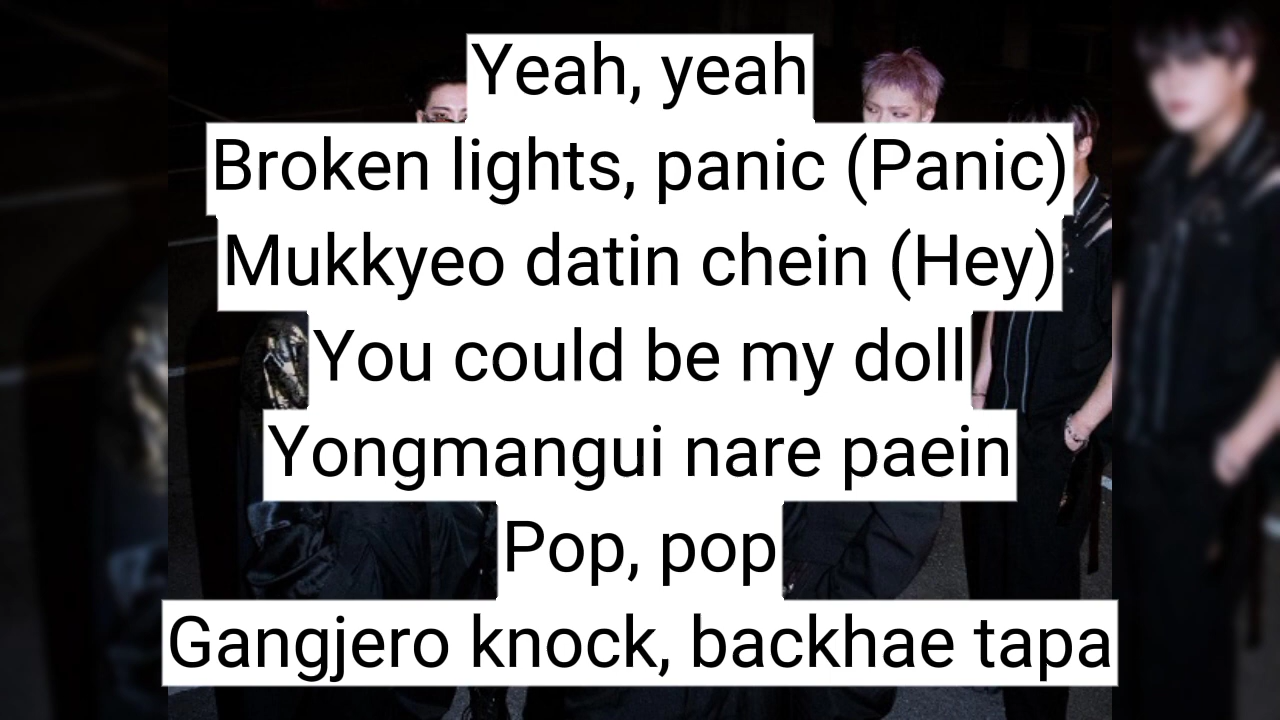 Yeah, yeah
Broken lights, panic (Panic)
Mukkyeo datin chein (Hey)
You could be my doll
Yongmangui nare paein
Pop, pop
Gangjero knock, backhae tapa